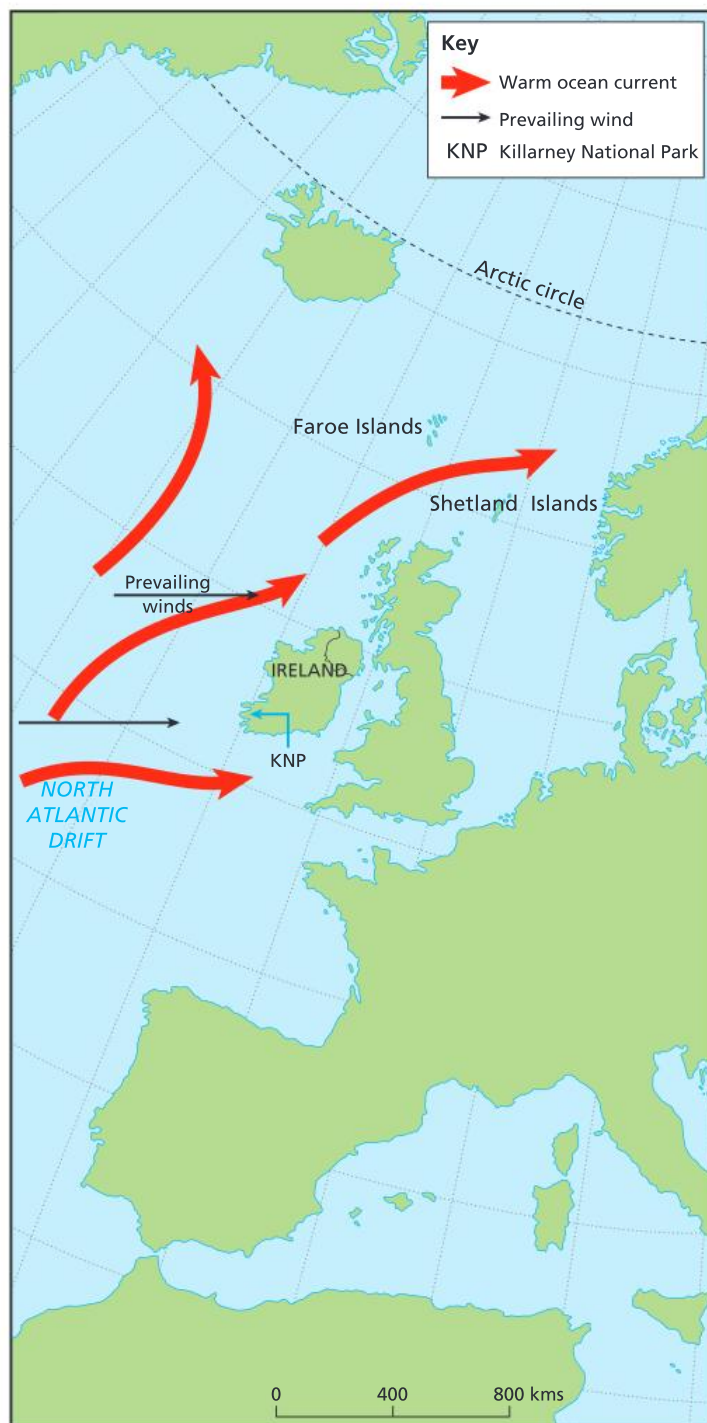 Key
Warm ocean current
Prevailing wind
KNP Killarney National Park
Arctic circle
Faroe Islands
Shetland Islands
Prevailing
winds
IRELAND
KNP
NORTH
ATLANTIC
DRIFT
0 400 800 kms